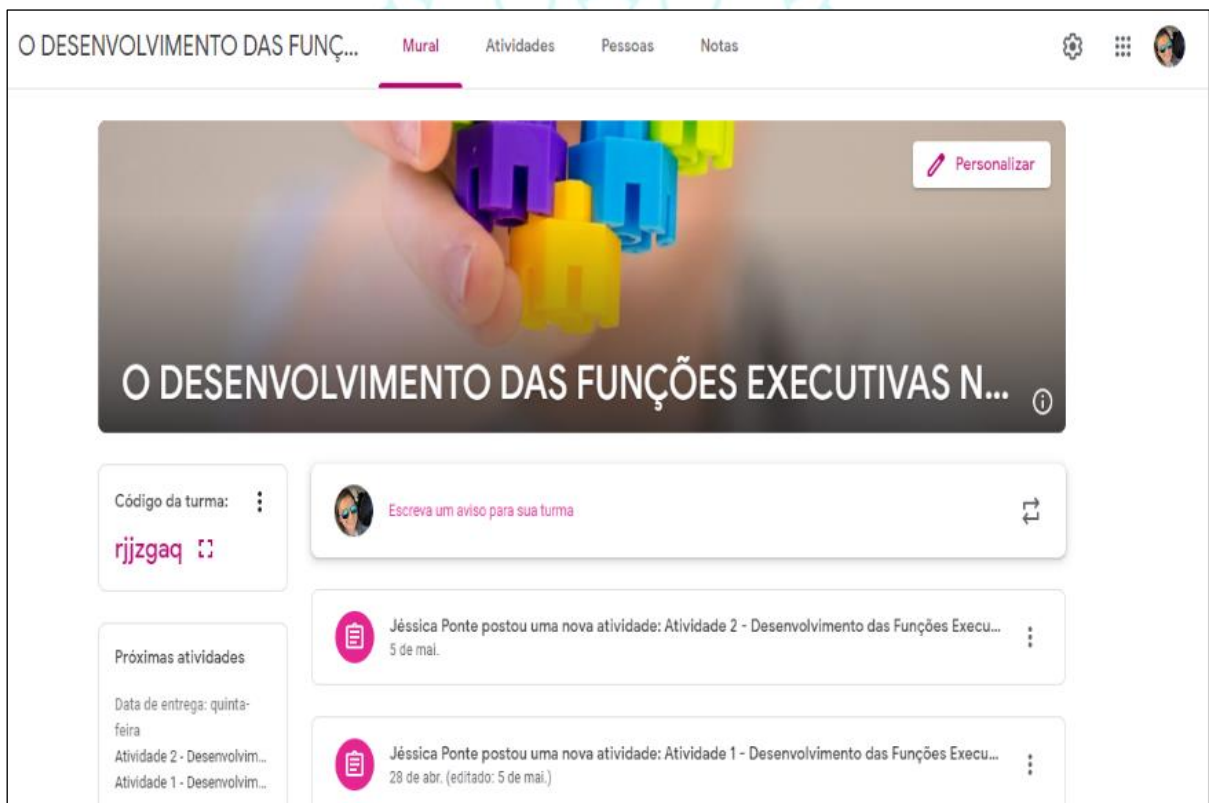 O DESENVOLVIMENTO DAS FUNÇ...
Mural Atividades Pessoas Notas
Personalizar
O DESENVOLVIMENTO DAS FUNÇÕES EXECUTIVAS N...
Código da turma:
rjjzgaq
Escreva um aviso para sua turma
Jéssica Ponte postou uma nova atividade: Atividade 2 - Desenvolvimento das Funções Execu...
5 de mai.
Próximas atividades
Data de entrega: quinta-
feira
Atividade 2 - Desenvolvim...
Atividade 1 - Desenvolvim...
Jéssica Ponte postou uma nova atividade: Atividade 1 - Desenvolvimento das Funções Execu...
28 de abr. (editado: 5 de mai.)